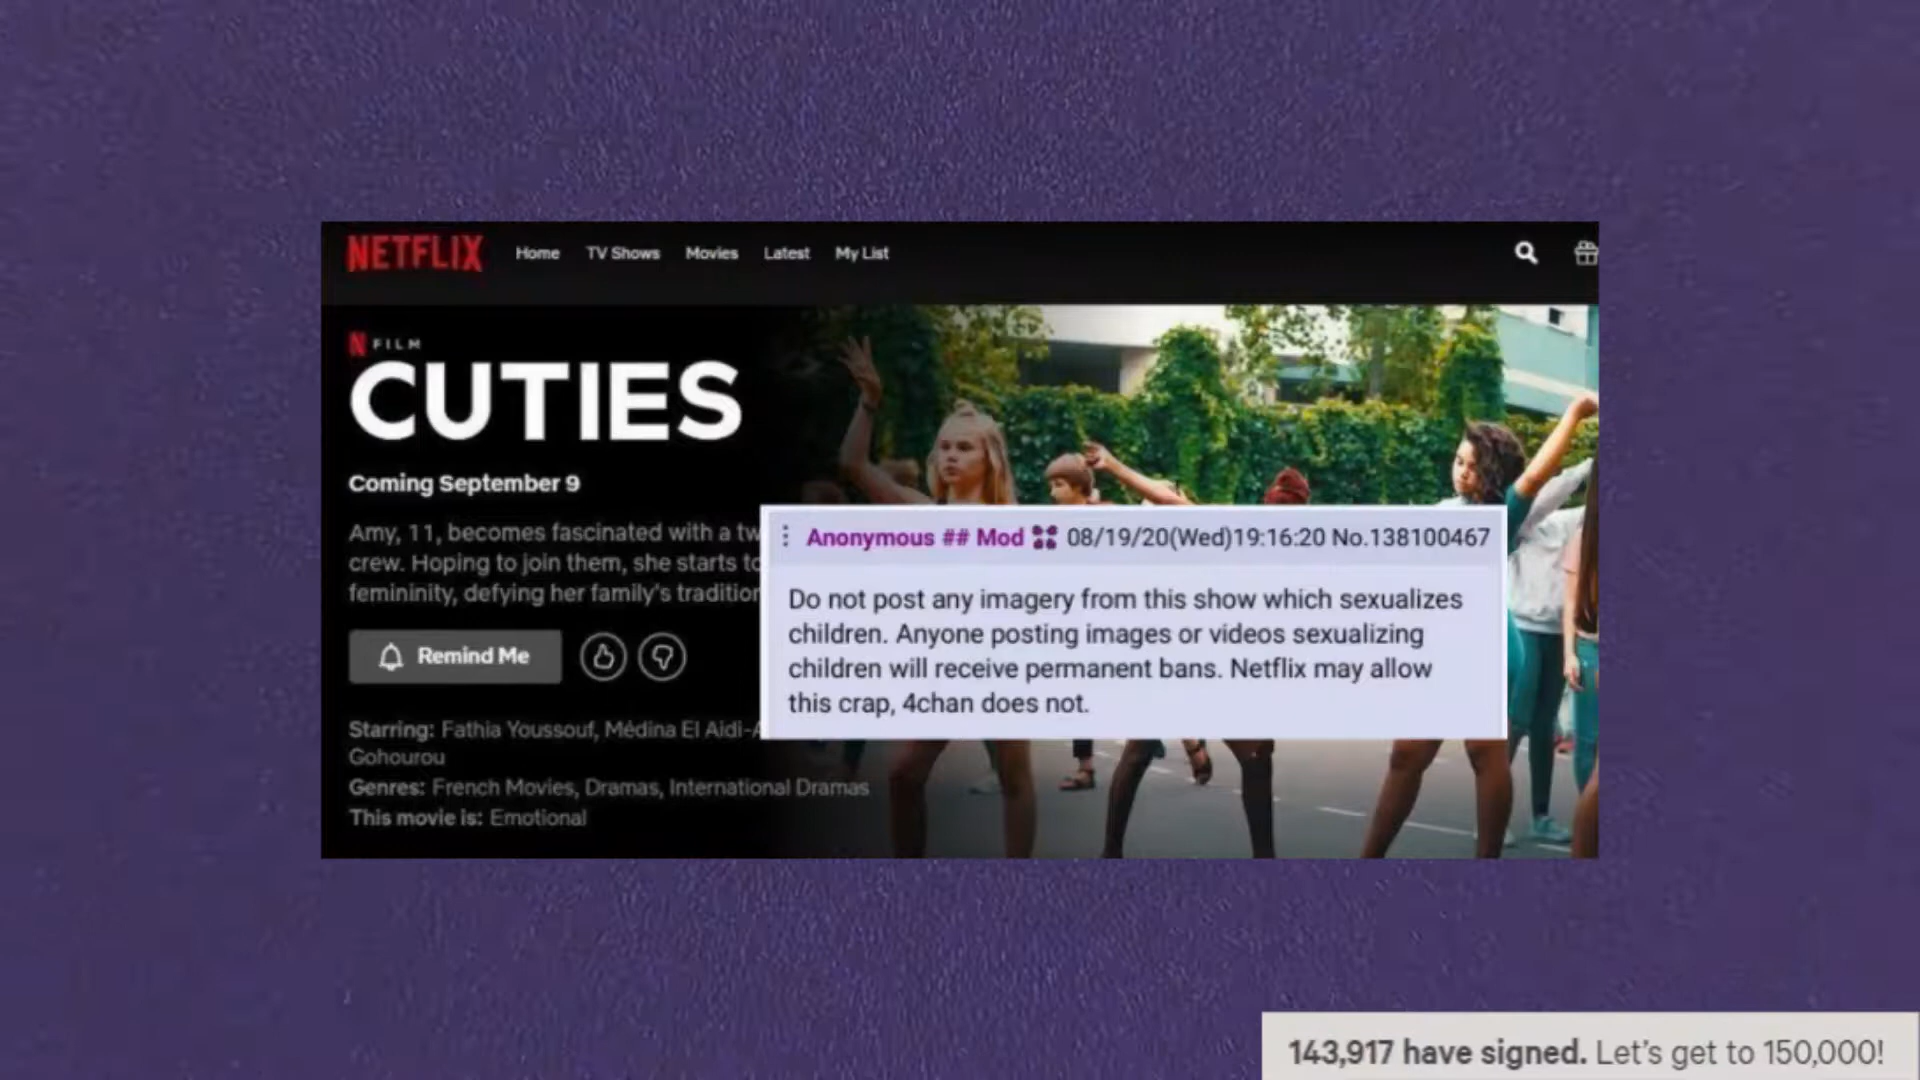 NETFLIX Home TV Shows Movies Latest My List
N FILM
CUTIES
Coming September 9
Amy, 11, becomes fascinated with a tw
crew. Hoping to join them, she starts to
femininity, defying her family's tradition
Remind Me
Starring: Fathia Youssouf, Médina El Aidi-A
Gohourou
Genres: French Movies, Dramas, International Dramas
This movie is: Emotional
Anonymous ## Mod 08/19/20(Wed)19:16:20 No.138100467
Do not post any imagery from this show which sexualizes
children. Anyone posting images or videos sexualizing
children will receive permanent bans. Netflix may allow
this crap, 4chan does not.
143,917 have signed. Let's get to 150,000!